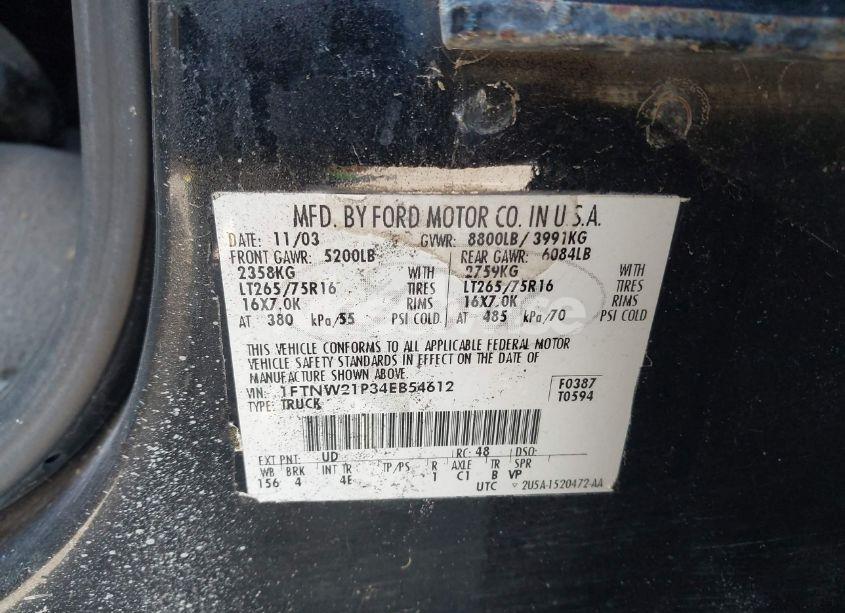 MFD. BY FORD MOTOR CO. IN U.S.A.
DATE: 11/03 GVWR: 8800LB / 3991KG
FRONT GAWR: 5200LB REAR GAWR: 6084LB
2358KG WITH 2759KG WITH
LT265/75R16 TIRES LT265/75R16 TIRES
16X7.0K RIMS 16X7.0K RIMS
AT 380 kPa/55 PSI COLD AT 485 kPa/70 PSI COLD
THIS VEHICLE CONFORMS TO ALL APPLICABLE FEDERAL MOTOR
VEHICLE SAFETY STANDARDS IN EFFECT ON THE DATE OF
MANUFACTURE SHOWN ABOVE.
VIN: 1FTNW21P34EB54612 F0387
TYPE: TRUCK T0594
EXT PNT: UD RC: 48 DSO:
WB BRK INT TR TP/PS R AXLE TR SPR
156 4 4E 1 C1 B VP
UTC ▽ 2U5A-1520472-AA